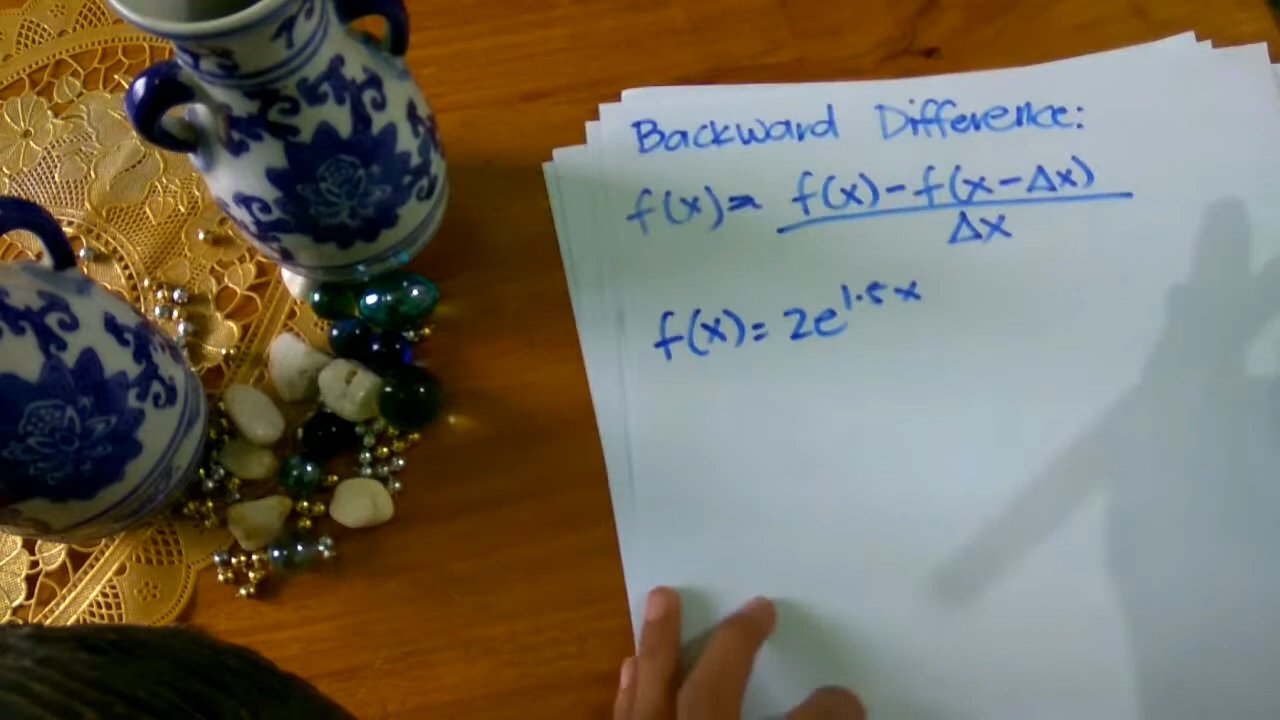 Backward Difference:
f(x)= f(x)-f(x-Δx) / Δx
f(x)= 2e^1.5x